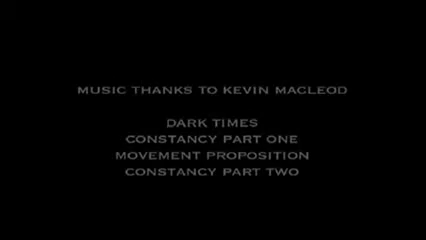 MUSIC THANKS TO KEVIN MACLEOD
DARK TIMES
CONSTANCY PART ONE
MOVEMENT PROPOSITION
CONSTANCY PART TWO